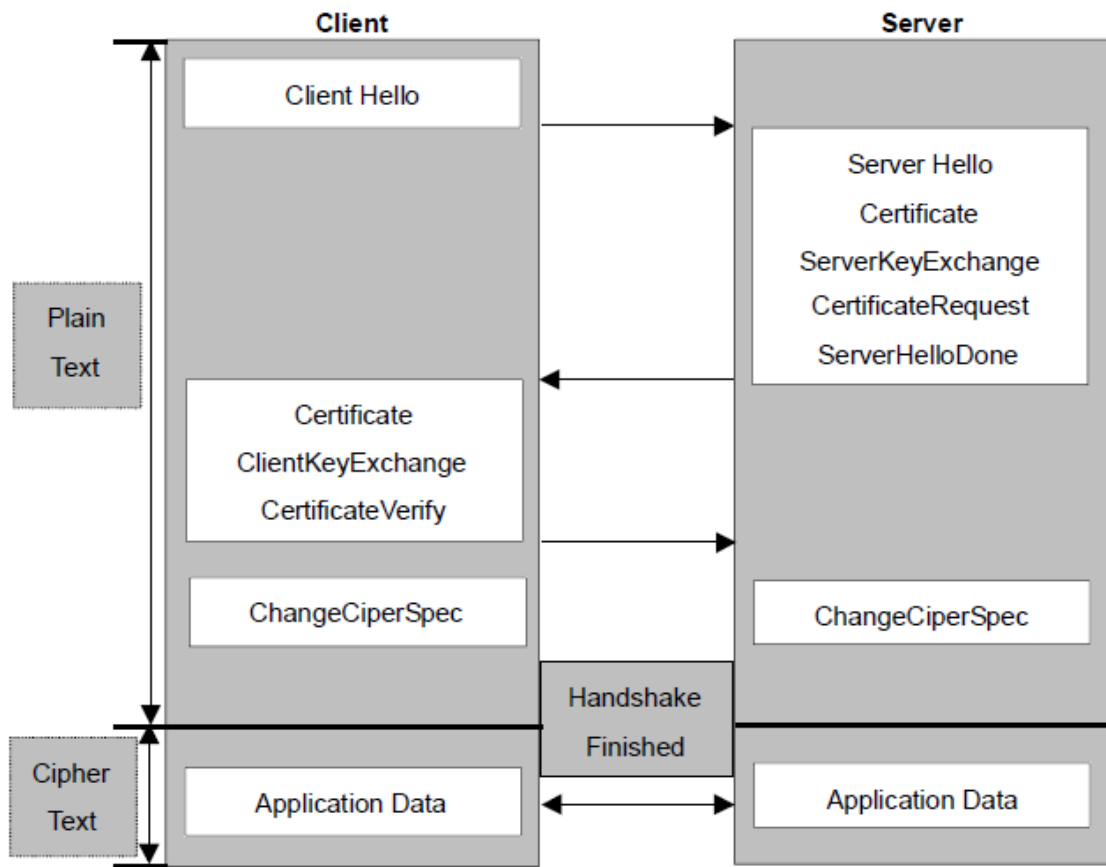 Client
Server
Client Hello
Server Hello
Certificate
ServerKeyExchange
CertificateRequest
ServerHelloDone
Plain
Text
Certificate
ClientKeyExchange
CertificateVerify
ChangeCiperSpec
ChangeCiperSpec
Handshake
Finished
Cipher
Text
Application Data
Application Data